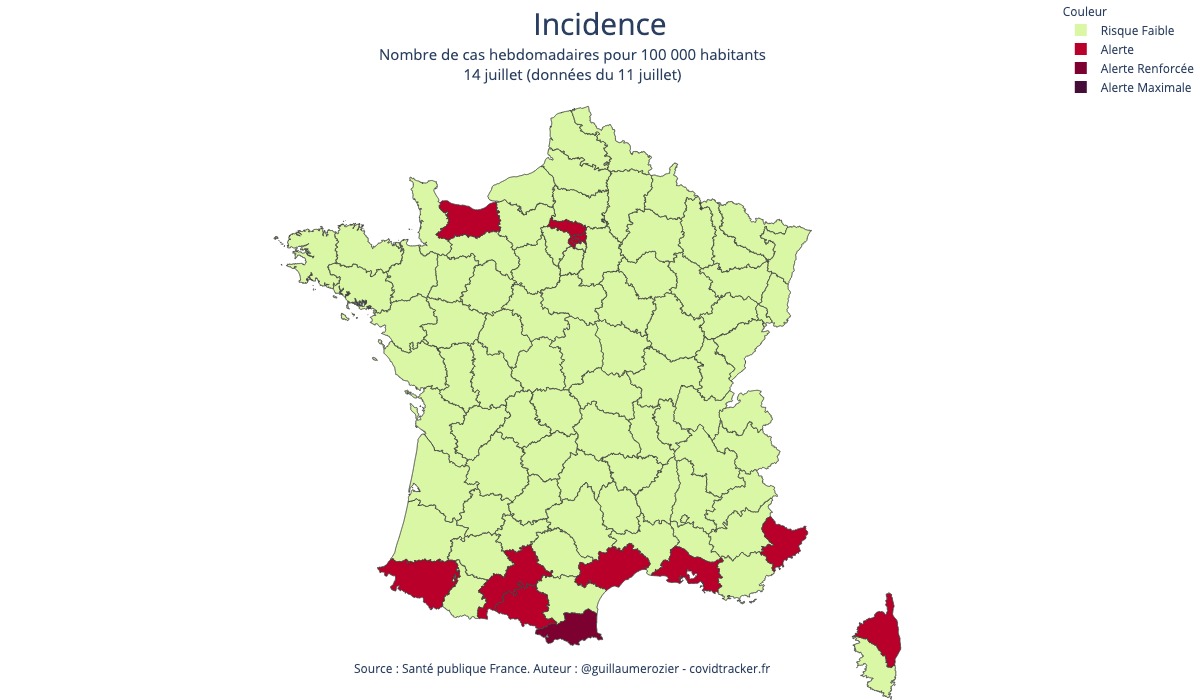 Incidence
Nombre de cas hebdomadaires pour 100 000 habitants
14 juillet (données du 11 juillet)
Couleur
Risque Faible
Alerte
Alerte Renforcée
Alerte Maximale
Source : Santé publique France. Auteur : @guillaumerozier - covidtracker.fr